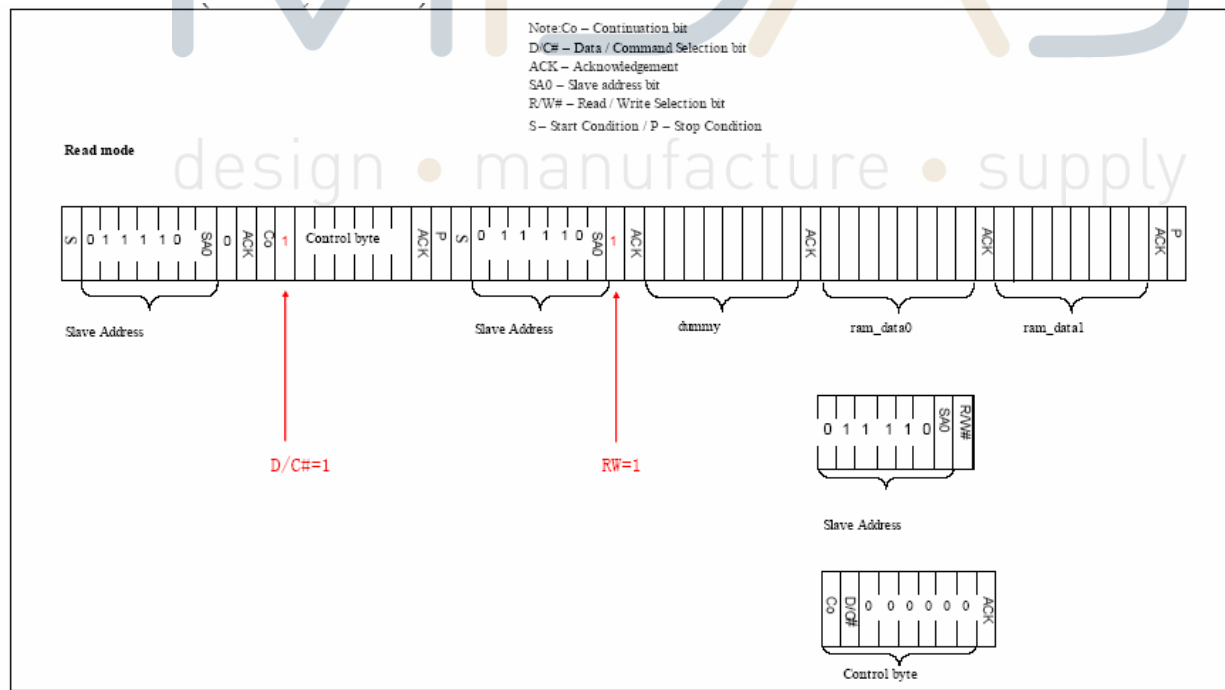 MIDAS
design • manufacture • supply
Note:Co – Continuation bit
D/C# – Data / Command Selection bit
ACK – Acknowledgement
SA0 – Slave address bit
R/W# – Read / Write Selection bit
S – Start Condition / P – Stop Condition
Read mode
S 0 1 1 1 1 0 SA0 0 ACK Co 1 Control byte ACK P S 0 1 1 1 1 0 SA0 1 ACK ACK ACK ACK P
Slave Address Slave Address dummy ram_data0 ram_data1
D/C#=1 RW=1
0 1 1 1 1 0 SA0 R/W#
Slave Address
Co D/C# 0 0 0 0 0 0 ACK
Control byte